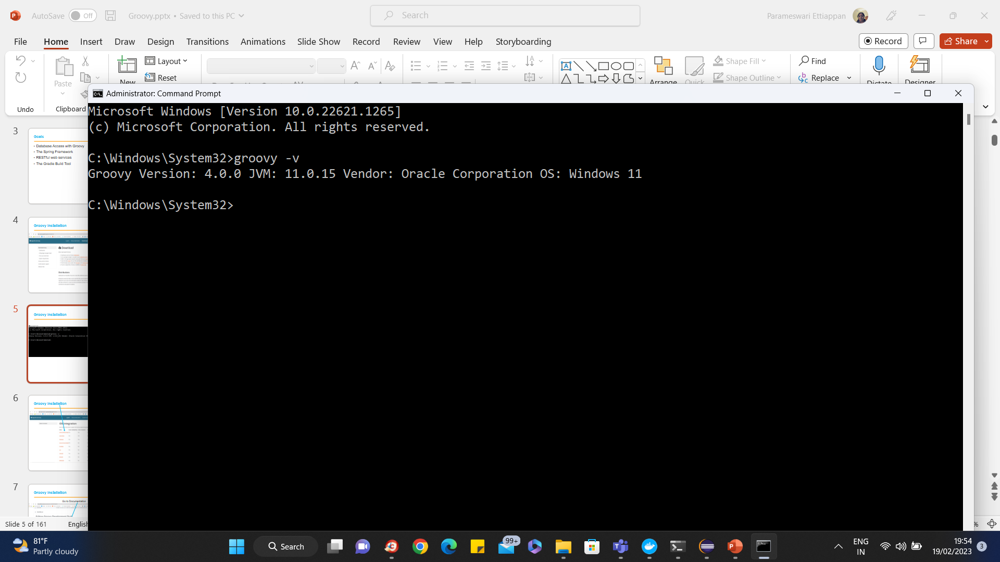 AutoSave Off Groovy.pptx • Saved to this PC Search Parameswari Ettiappan
File Home Insert Draw Design Transitions Animations Slide Show Record Review View Help Storyboarding Record Share
Paste New Layout Reset Arrange Quick Shape Fill Shape Outline Find Replace Dictate Designer
Undo Clipboard
Administrator: Command Prompt
Microsoft Windows [Version 10.0.22621.1265]
(c) Microsoft Corporation. All rights reserved.
C:\Windows\System32>groovy -v
Groovy Version: 4.0.0 JVM: 11.0.15 Vendor: Oracle Corporation OS: Windows 11
C:\Windows\System32>
3
Goals
• Database Access with Groovy
• The Spring Framework
• RESTful web services
• The Gradle Build Tool
4
Groovy Installation
Download
5
Groovy Installation
6
Groovy Installation
7
Groovy Installation
Go to Documentation
Slide 5 of 161 English
%
81°F
Partly cloudy
Search
99+
ENG
IN
19:54
19/02/2023
3